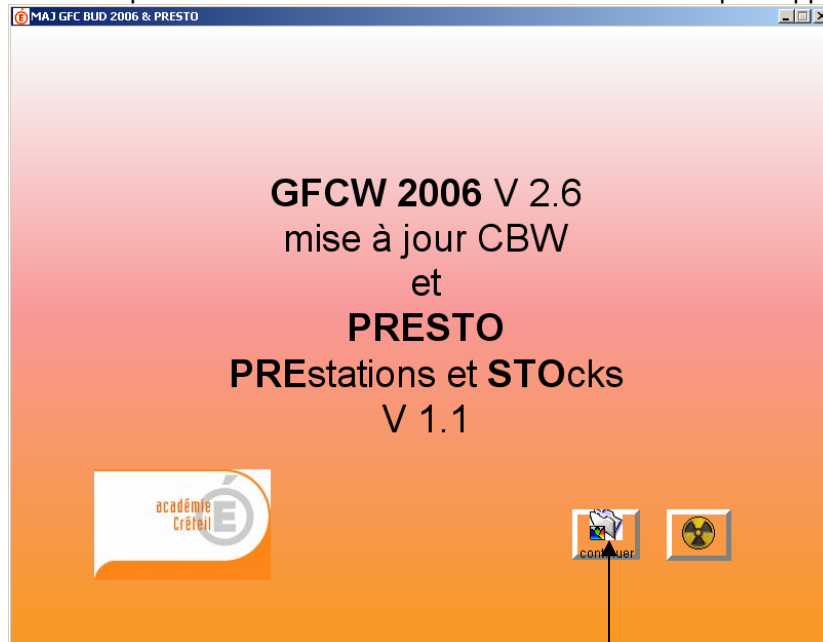 MAJ GFC BUD 2006 & PRESTO
GFCW 2006 V 2.6
mise à jour CBW
et
PRESTO
PREstations et STOcks
V 1.1
académie
Créteil
continuer